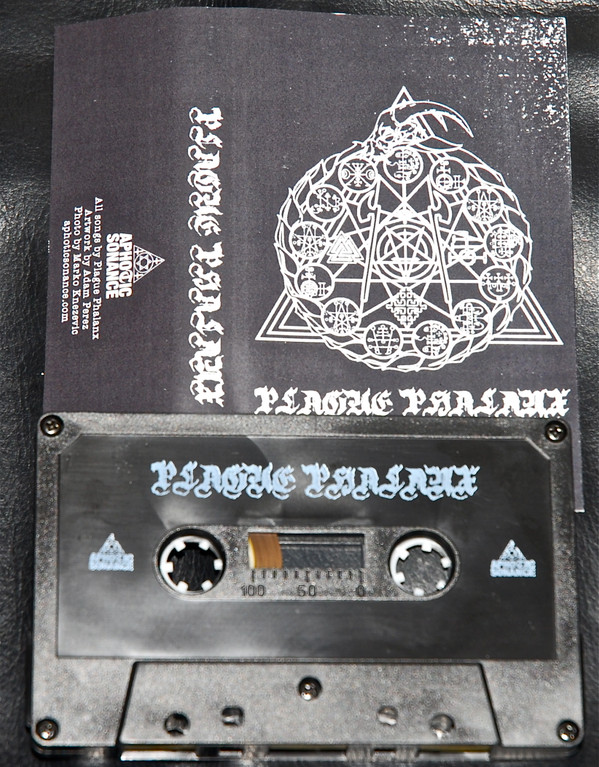 All songs by Plague Phalanx
Artwork by Adam Perez
Photo by Marko Knezevic
aphoticsonance.com
APHOTIC
SONANCE
PLAGUE PHALANX
PLAGUE PHALANX
PLAGUE PHALANX
100 50 0